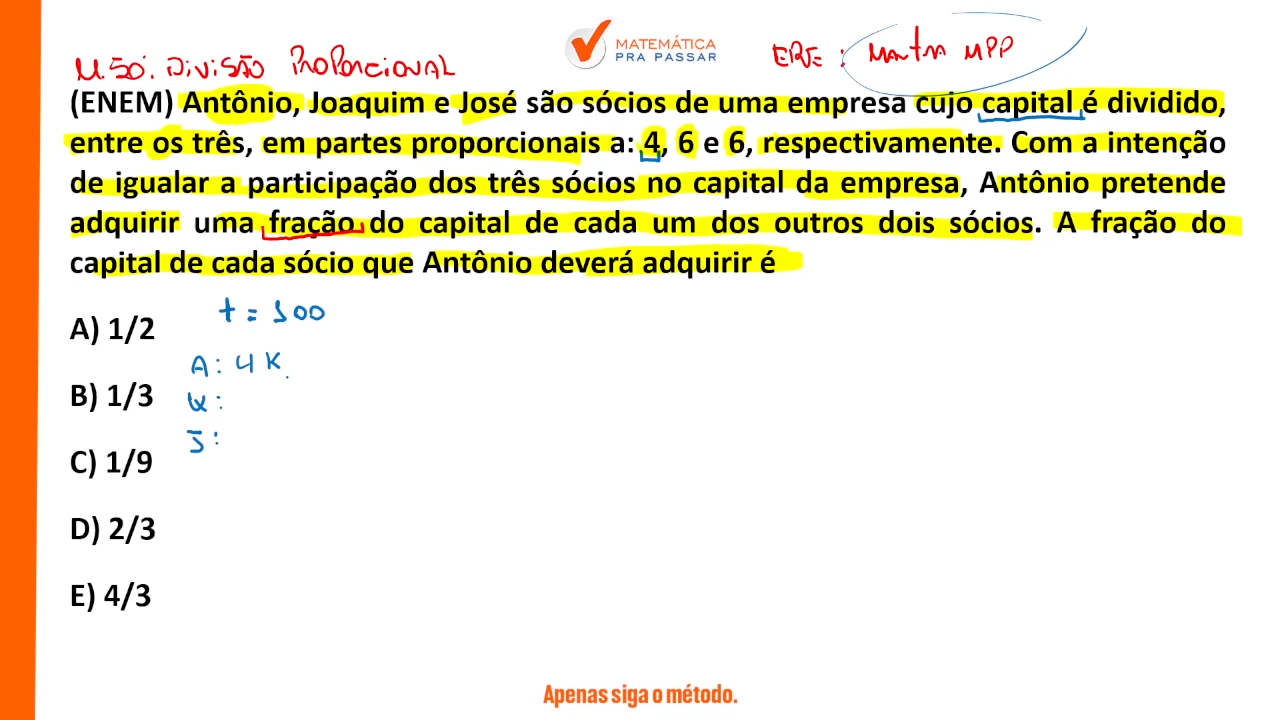 MATEMÁTICA
PRA PASSAR
DIVISÃO PROPORCIONAL
MPP
(ENEM) Antônio, Joaquim e José são sócios de uma empresa cujo capital é dividido,
entre os três, em partes proporcionais a: 4, 6 e 6, respectivamente. Com a intenção
de igualar a participação dos três sócios no capital da empresa, Antônio pretende
adquirir uma fração do capital de cada um dos outros dois sócios. A fração do
capital de cada sócio que Antônio deverá adquirir é
t = 100
A) 1/2
A: 4K
B) 1/3
J:
C) 1/9
D) 2/3
E) 4/3
Apenas siga o método.